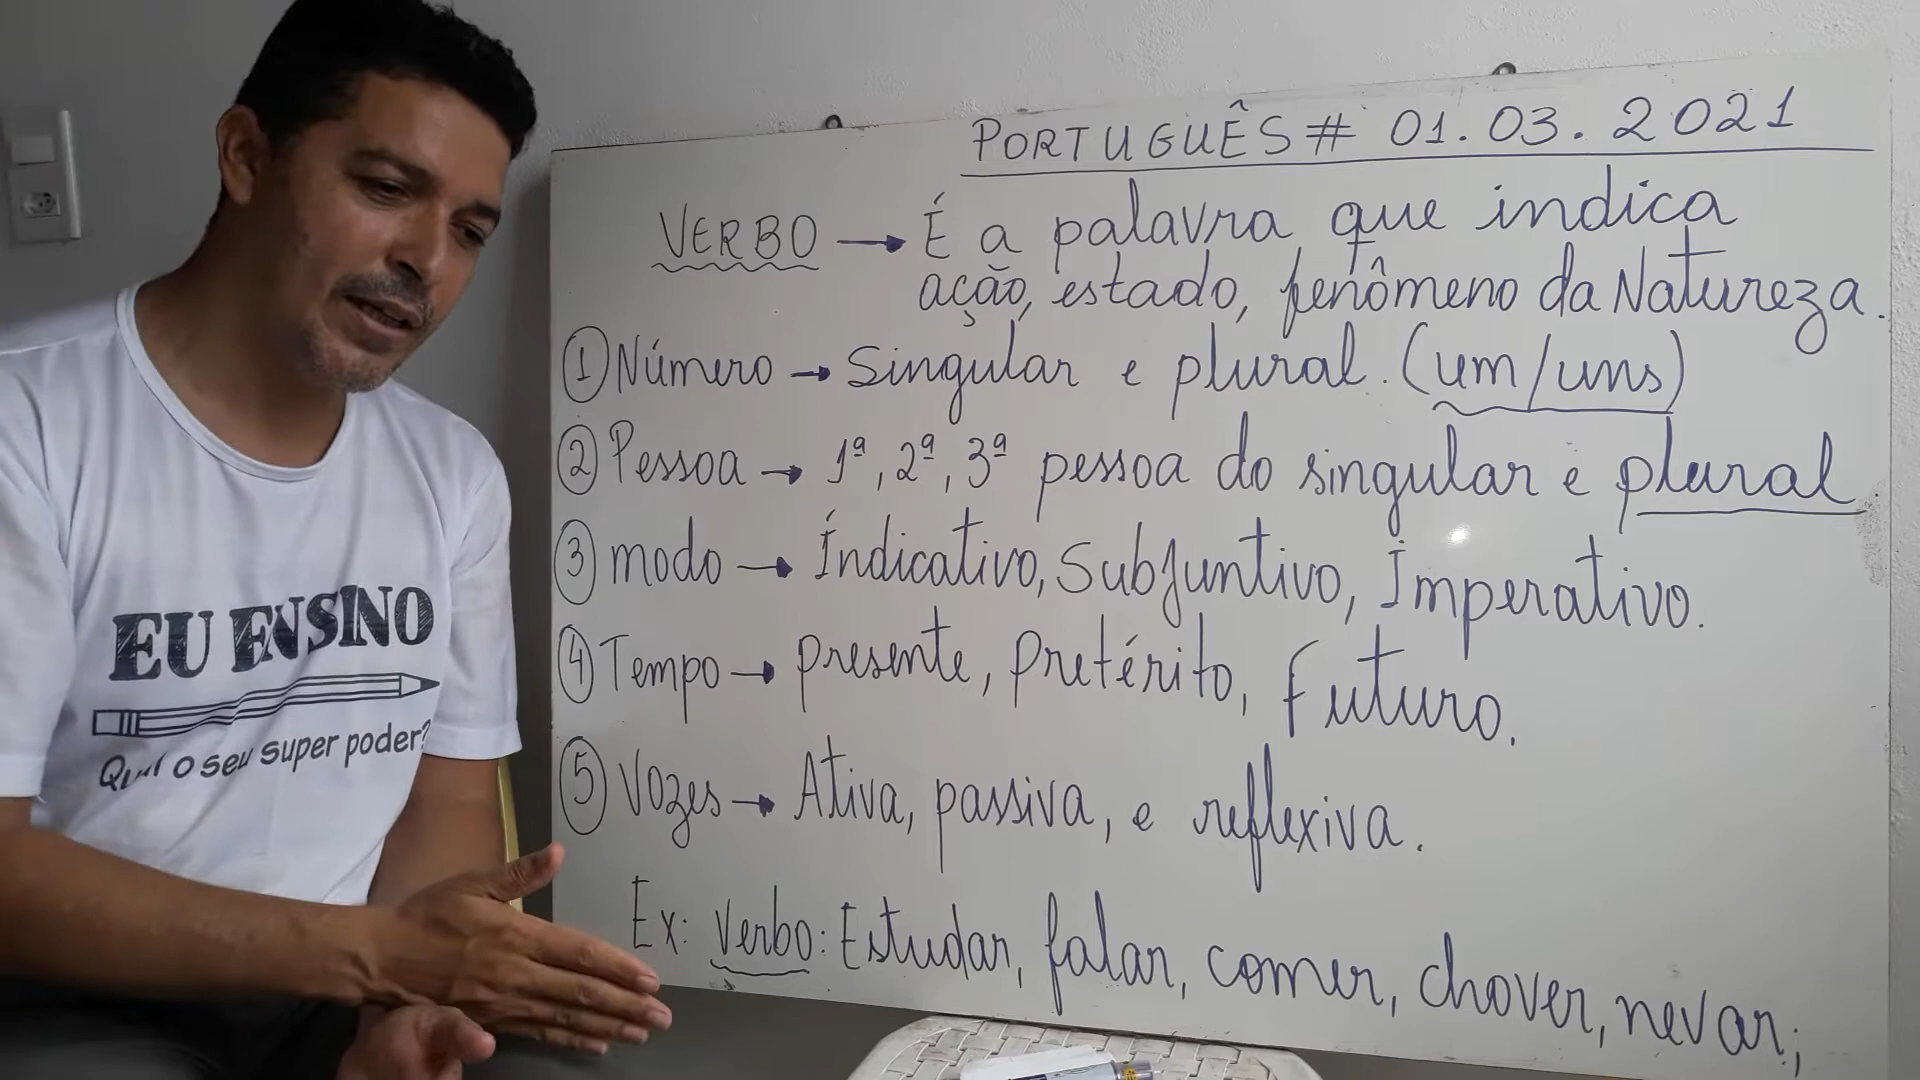 PORTUGUÊS # 01.03.2021
VERBO → É a palavra que indica
ação, estado, fenômeno da Natureza.
① Número → Singular e plural. (um/uns)
② Pessoa → 1ª, 2ª, 3ª pessoa do singular e plural
③ modo → Indicativo, Subjuntivo, Imperativo.
④ Tempo → presente, Pretérito, Futuro.
⑤ Vozes → Ativa, passiva, e reflexiva.
Ex: Verbo: Estudar, falar, comer, chover, nevar;
EU ENSINO
Qual o seu super poder?